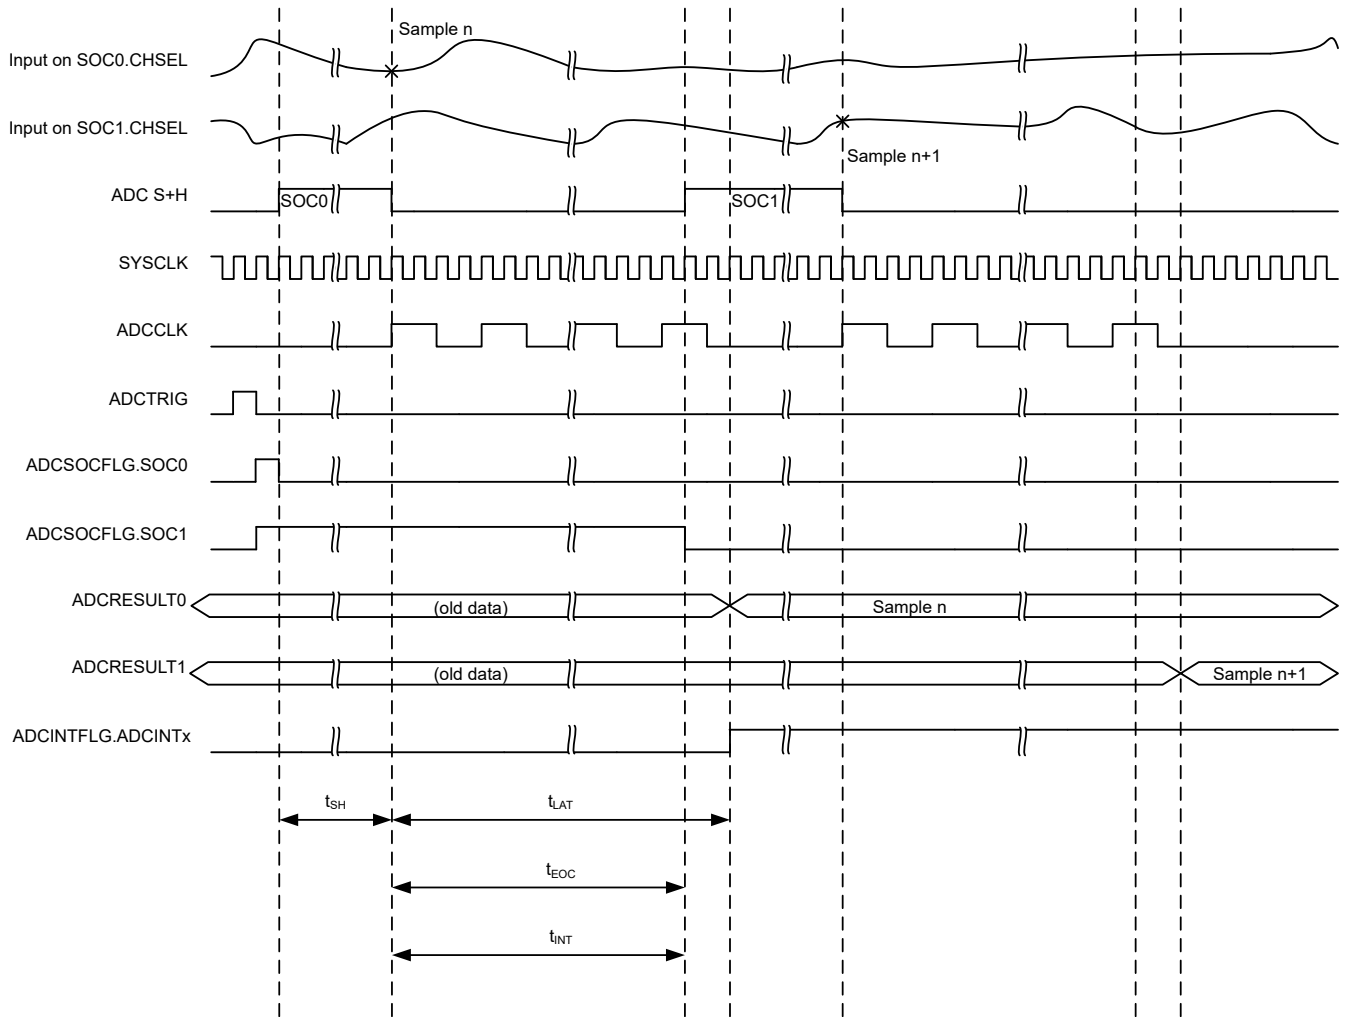 Sample n
Input on SOC0.CHSEL
Input on SOC1.CHSEL
Sample n+1
ADC S+H
SOC0
SOC1
SYSCLK
ADCCLK
ADCTRIG
ADCSOCFLG.SOC0
ADCSOCFLG.SOC1
ADCRESULT0
(old data)
Sample n
ADCRESULT1
(old data)
Sample n+1
ADCINTFLG.ADCINTx
tSH
tLAT
tEOC
tINT